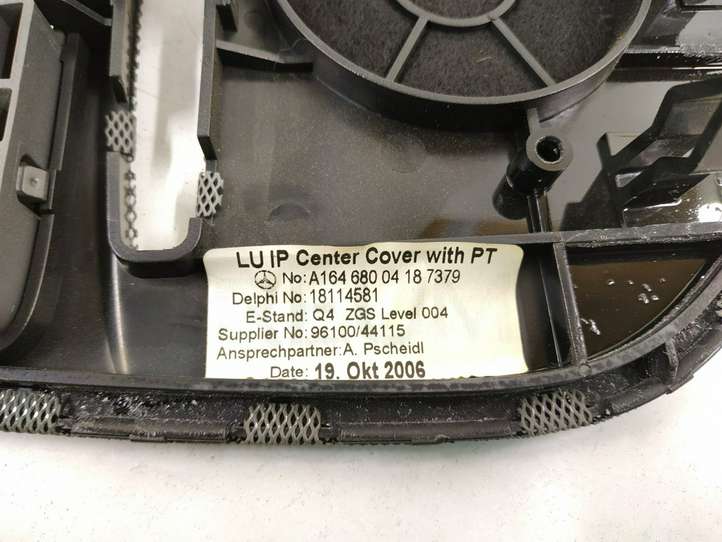 LU IP Center Cover with PT
No: A164 680 04 18 7379
Delphi No: 18114581
E-Stand: Q4 ZGS Level 004
Supplier No: 96100/44115
Ansprechpartner: A. Pscheidl
Date: 19. Okt 2006